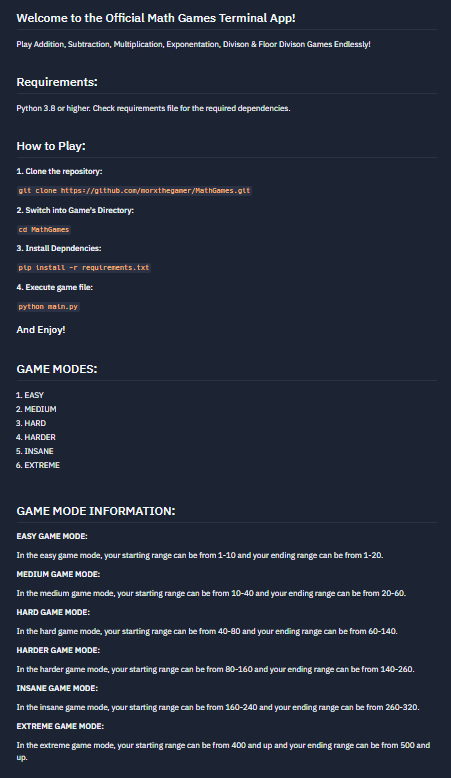 Welcome to the Official Math Games Terminal App!
Play Addition, Subtraction, Multiplication, Exponentation, Divison & Floor Divison Games Endlessly!
Requirements:
Python 3.8 or higher. Check requirements file for the required dependencies.
How to Play:
1. Clone the repository:
git clone https://github.com/morxthegamer/MathGames.git
2. Switch into Game's Directory:
cd MathGames
3. Install Depndencies:
pip install -r requirements.txt
4. Execute game file:
python main.py
And Enjoy!
GAME MODES:
1. EASY
2. MEDIUM
3. HARD
4. HARDER
5. INSANE
6. EXTREME
GAME MODE INFORMATION:
EASY GAME MODE:
In the easy game mode, your starting range can be from 1-10 and your ending range can be from 1-20.
MEDIUM GAME MODE:
In the medium game mode, your starting range can be from 10-40 and your ending range can be from 20-60.
HARD GAME MODE:
In the hard game mode, your starting range can be from 40-80 and your ending range can be from 60-140.
HARDER GAME MODE:
In the harder game mode, your starting range can be from 80-160 and your ending range can be from 140-260.
INSANE GAME MODE:
In the insane game mode, your starting range can be from 160-240 and your ending range can be from 260-320.
EXTREME GAME MODE:
In the extreme game mode, your starting range can be from 400 and up and your ending range can be from 500 and
up.